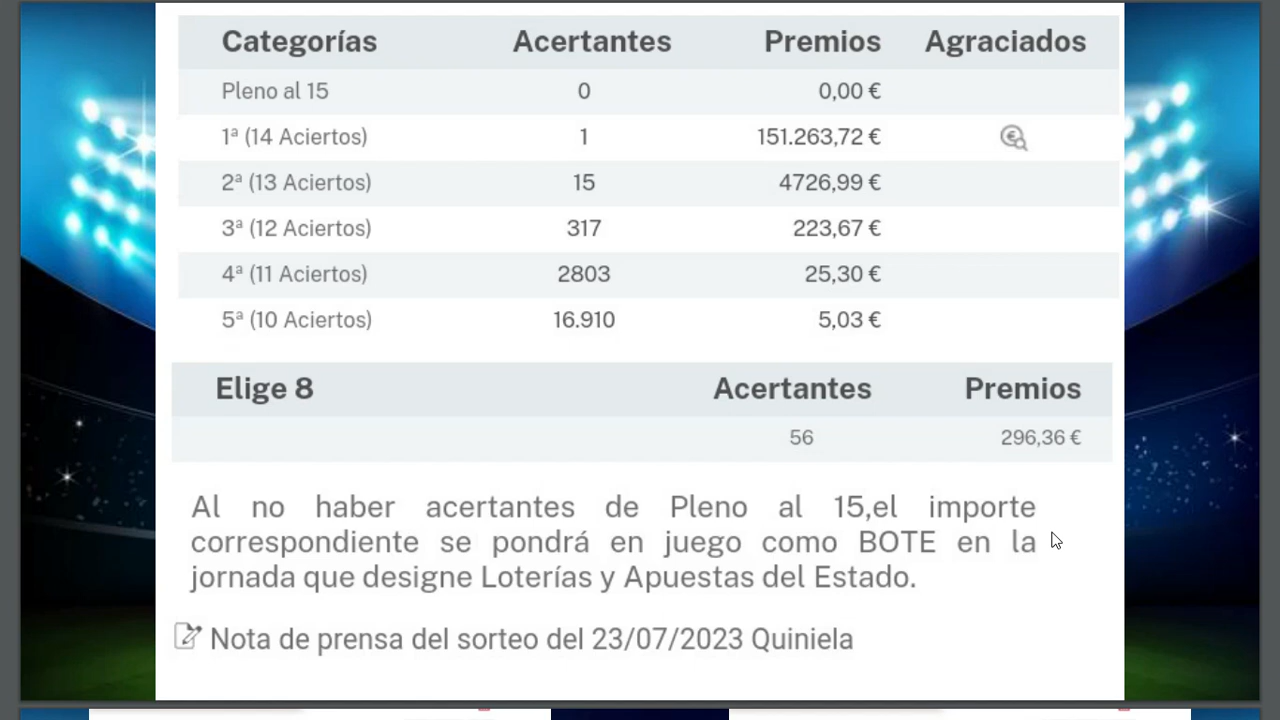 Categorías Acertantes Premios Agraciados
Pleno al 15 0 0,00 €
1ª (14 Aciertos) 1 151.263,72 €
2ª (13 Aciertos) 15 4726,99 €
3ª (12 Aciertos) 317 223,67 €
4ª (11 Aciertos) 2803 25,30 €
5ª (10 Aciertos) 16.910 5,03 €
Elige 8 Acertantes Premios
56 296,36 €
Al no haber acertantes de Pleno al 15,el importe
correspondiente se pondrá en juego como BOTE en la
jornada que designe Loterías y Apuestas del Estado.
Nota de prensa del sorteo del 23/07/2023 Quiniela